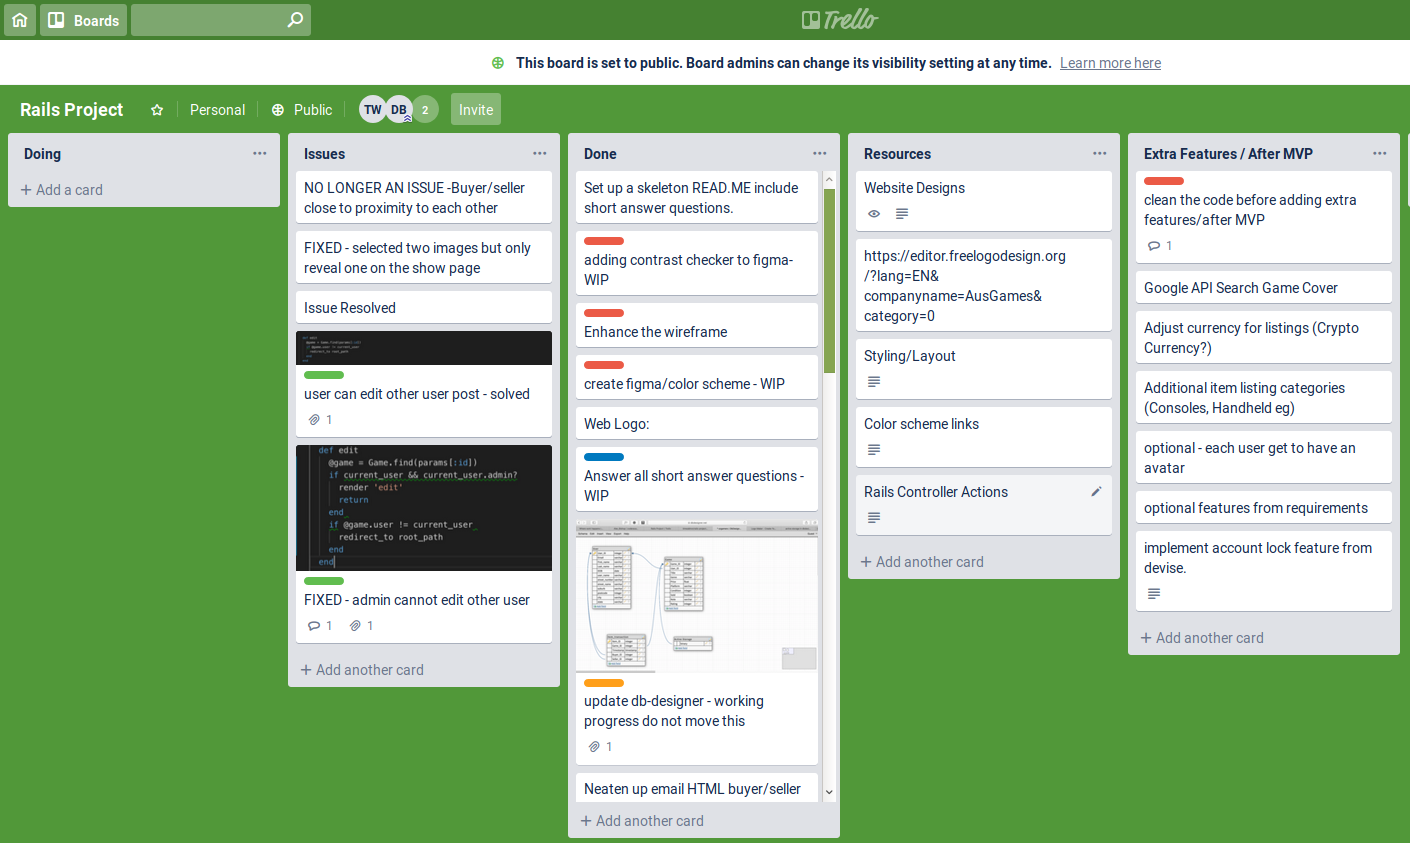 Boards
Trello
This board is set to public. Board admins can change its visibility setting at any time. Learn more here
Rails Project
Personal
Public
TW
DB
2
Invite
Doing
+ Add a card
Issues
NO LONGER AN ISSUE -Buyer/seller
close to proximity to each other
FIXED - selected two images but only
reveal one on the show page
Issue Resolved
user can edit other user post - solved
1
def edit
@game = Game.find(params[:id])
if current_user && current_user.admin?
render 'edit'
return
end
if @game.user != current_user
redirect_to root_path
end
end
FIXED - admin cannot edit other user
1
1
+ Add another card
Done
Set up a skeleton READ.ME include
short answer questions.
adding contrast checker to figma-
WIP
Enhance the wireframe
create figma/color scheme - WIP
Web Logo:
Answer all short answer questions -
WIP
update db-designer - working
progress do not move this
1
Neaten up email HTML buyer/seller
+ Add another card
Resources
Website Designs
https://editor.freelogodesign.org
/?lang=EN&
companyname=AusGames&
category=0
Styling/Layout
Color scheme links
Rails Controller Actions
+ Add another card
Extra Features / After MVP
clean the code before adding extra
features/after MVP
1
Google API Search Game Cover
Adjust currency for listings (Crypto
Currency?)
Additional item listing categories
(Consoles, Handheld eg)
optional - each user get to have an
avatar
optional features from requirements
implement account lock feature from
devise.
+ Add another card